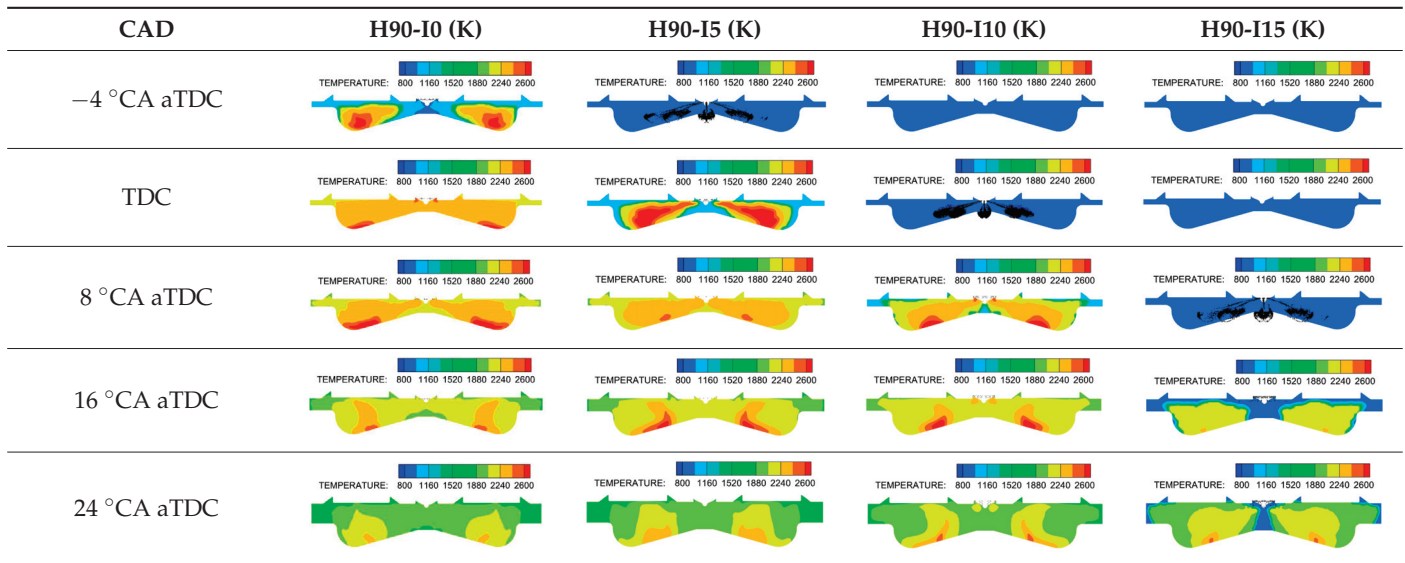 CAD H90-I0 (K) H90-I5 (K) H90-I10 (K) H90-I15 (K)
−4 °CA aTDC
TEMPERATURE: 800 1160 1520 1880 2240 2600
TEMPERATURE: 800 1160 1520 1880 2240 2600
TEMPERATURE: 800 1160 1520 1880 2240 2600
TEMPERATURE: 800 1160 1520 1880 2240 2600
TDC
TEMPERATURE: 800 1160 1520 1880 2240 2600
TEMPERATURE: 800 1160 1520 1880 2240 2600
TEMPERATURE: 800 1160 1520 1880 2240 2600
TEMPERATURE: 800 1160 1520 1880 2240 2600
8 °CA aTDC
TEMPERATURE: 800 1160 1520 1880 2240 2600
TEMPERATURE: 800 1160 1520 1880 2240 2600
TEMPERATURE: 800 1160 1520 1880 2240 2600
TEMPERATURE: 800 1160 1520 1880 2240 2600
16 °CA aTDC
TEMPERATURE: 800 1160 1520 1880 2240 2600
TEMPERATURE: 800 1160 1520 1880 2240 2600
TEMPERATURE: 800 1160 1520 1880 2240 2600
TEMPERATURE: 800 1160 1520 1880 2240 2600
24 °CA aTDC
TEMPERATURE: 800 1160 1520 1880 2240 2600
TEMPERATURE: 800 1160 1520 1880 2240 2600
TEMPERATURE: 800 1160 1520 1880 2240 2600
TEMPERATURE: 800 1160 1520 1880 2240 2600